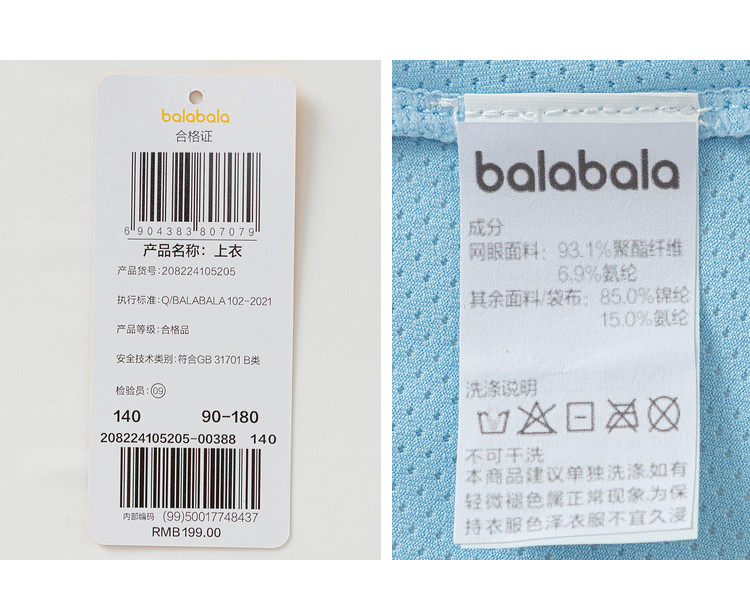 balabala
合格证
6 904383 807079
产品名称：上衣
产品货号：208224105205
执行标准：Q/BALABALA 102-2021
产品等级：合格品
安全技术类别：符合GB 31701 B类
检验员：09
140 90-180
208224105205-00388 140
内部编码 (99)50017748437
RMB199.00
balabala
成分
网眼面料：93.1%聚酯纤维
6.9%氨纶
其余面料/袋布：85.0%锦纶
15.0%氨纶
洗涤说明
不可干洗
本商品建议单独洗涤.如有
轻微褪色属正常现象.为保
持衣服色泽衣服不宜久浸